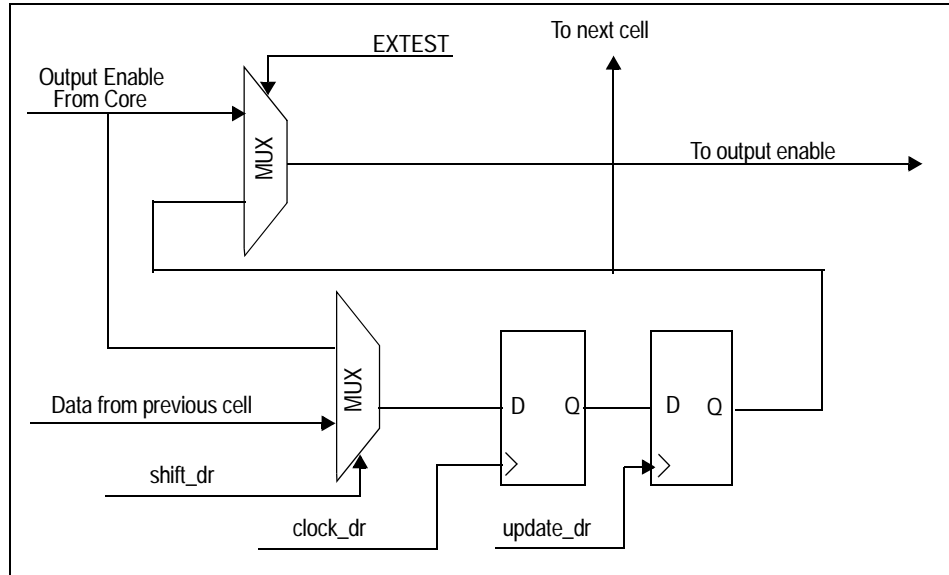 To next cell
EXTEST
Output Enable
From Core
MUX
To output enable
MUX
Data from previous cell
D Q
D Q
shift_dr
clock_dr
update_dr